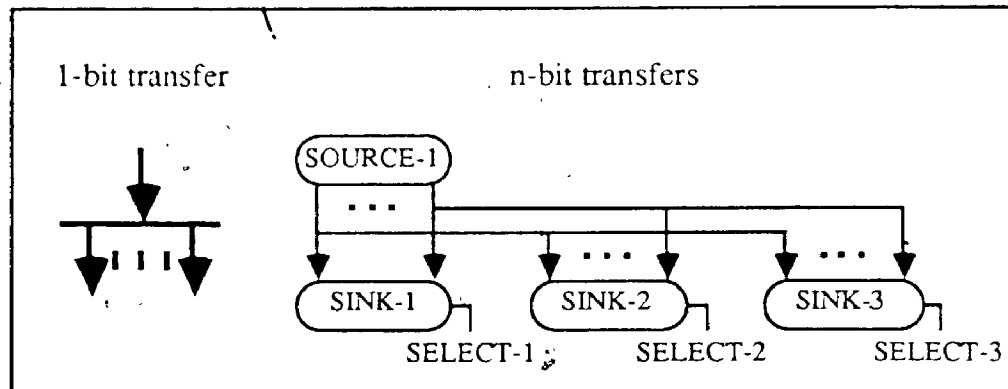 1-bit transfer
n-bit transfers
SOURCE-1
SINK-1
SINK-2
SINK-3
SELECT-1
SELECT-2
SELECT-3